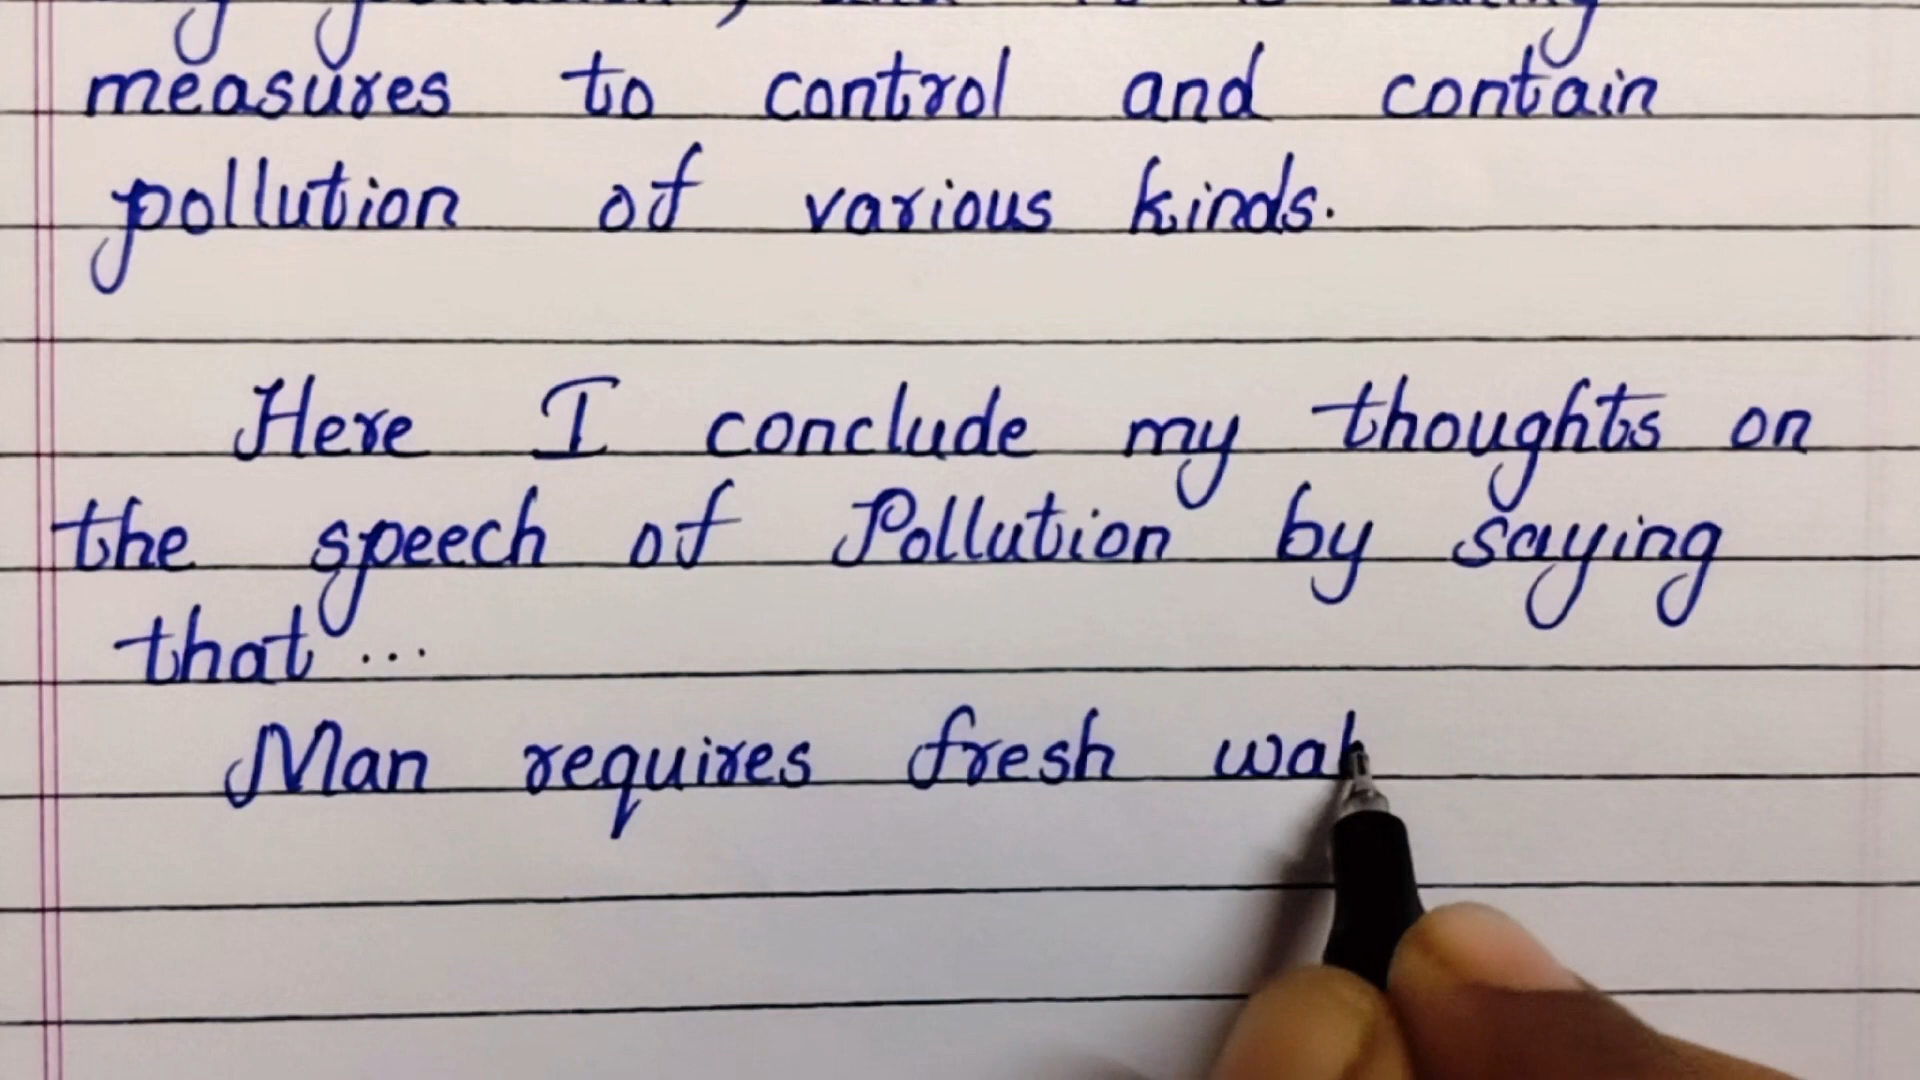 measures to control and contain
pollution of various kinds.
Here I conclude my thoughts on
the speech of Pollution by saying
that...
Man requires fresh